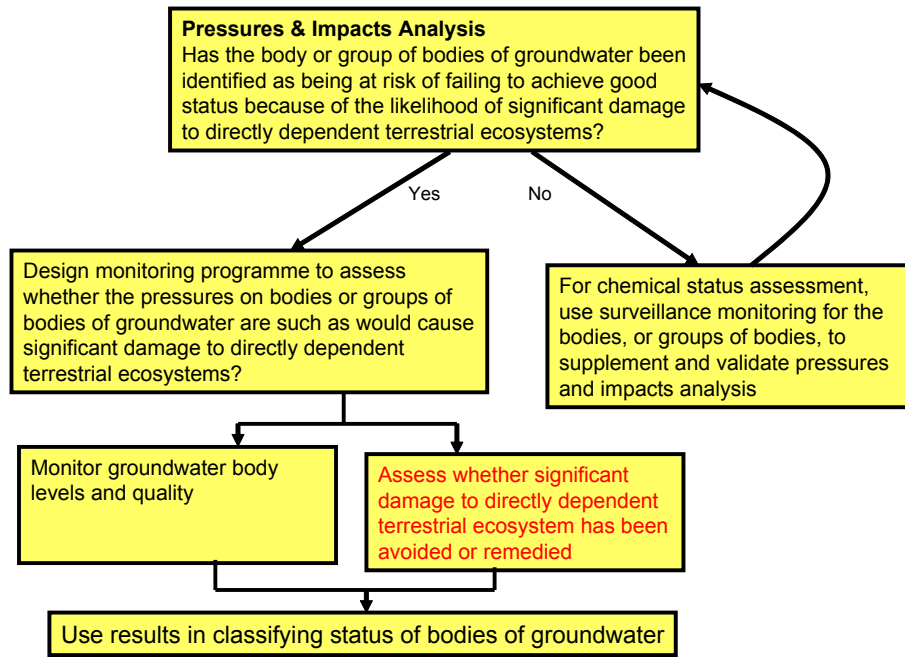 Pressures & Impacts Analysis
Has the body or group of bodies of groundwater been
identified as being at risk of failing to achieve good
status because of the likelihood of significant damage
to directly dependent terrestrial ecosystems?
Yes
No
Design monitoring programme to assess
whether the pressures on bodies or groups of
bodies of groundwater are such as would cause
significant damage to directly dependent
terrestrial ecosystems?
For chemical status assessment,
use surveillance monitoring for the
bodies, or groups of bodies, to
supplement and validate pressures
and impacts analysis
Monitor groundwater body
levels and quality
Assess whether significant
damage to directly dependent
terrestrial ecosystem has been
avoided or remedied
Use results in classifying status of bodies of groundwater